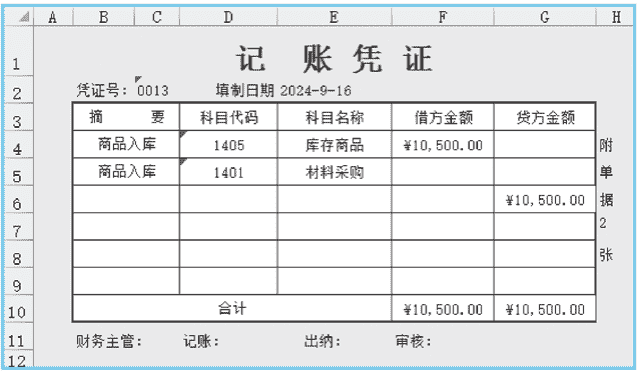 A B C D E F G H
1 记 账 凭 证
2 凭证号: 0013 填制日期 2024-9-16
3 摘 要 科目代码 科目名称 借方金额 贷方金额
4 商品入库 1405 库存商品 ¥10,500.00 附
5 商品入库 1401 材料采购 单
6 ¥10,500.00 据
7 2
8 张
9
10 合计 ¥10,500.00 ¥10,500.00
11 财务主管: 记账: 出纳: 审核:
12